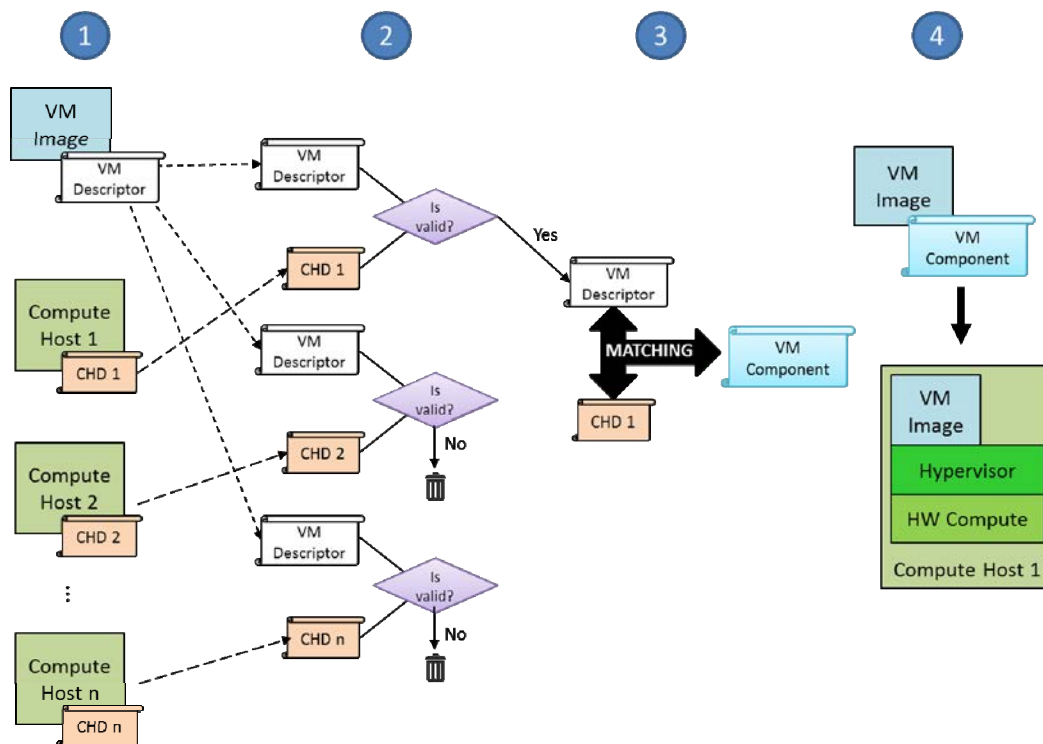 1
2
3
4
VM
Image
VM
Descriptor
Compute
Host 1
CHD 1
Compute
Host 2
CHD 2
...
Compute
Host n
CHD n
VM
Descriptor
Is
valid?
CHD 1
Yes
VM
Descriptor
Is
valid?
CHD 2
No
VM
Descriptor
Is
valid?
CHD n
No
VM
Descriptor
MATCHING
CHD 1
VM
Component
VM
Image
VM
Component
VM
Image
Hypervisor
HW Compute
Compute Host 1